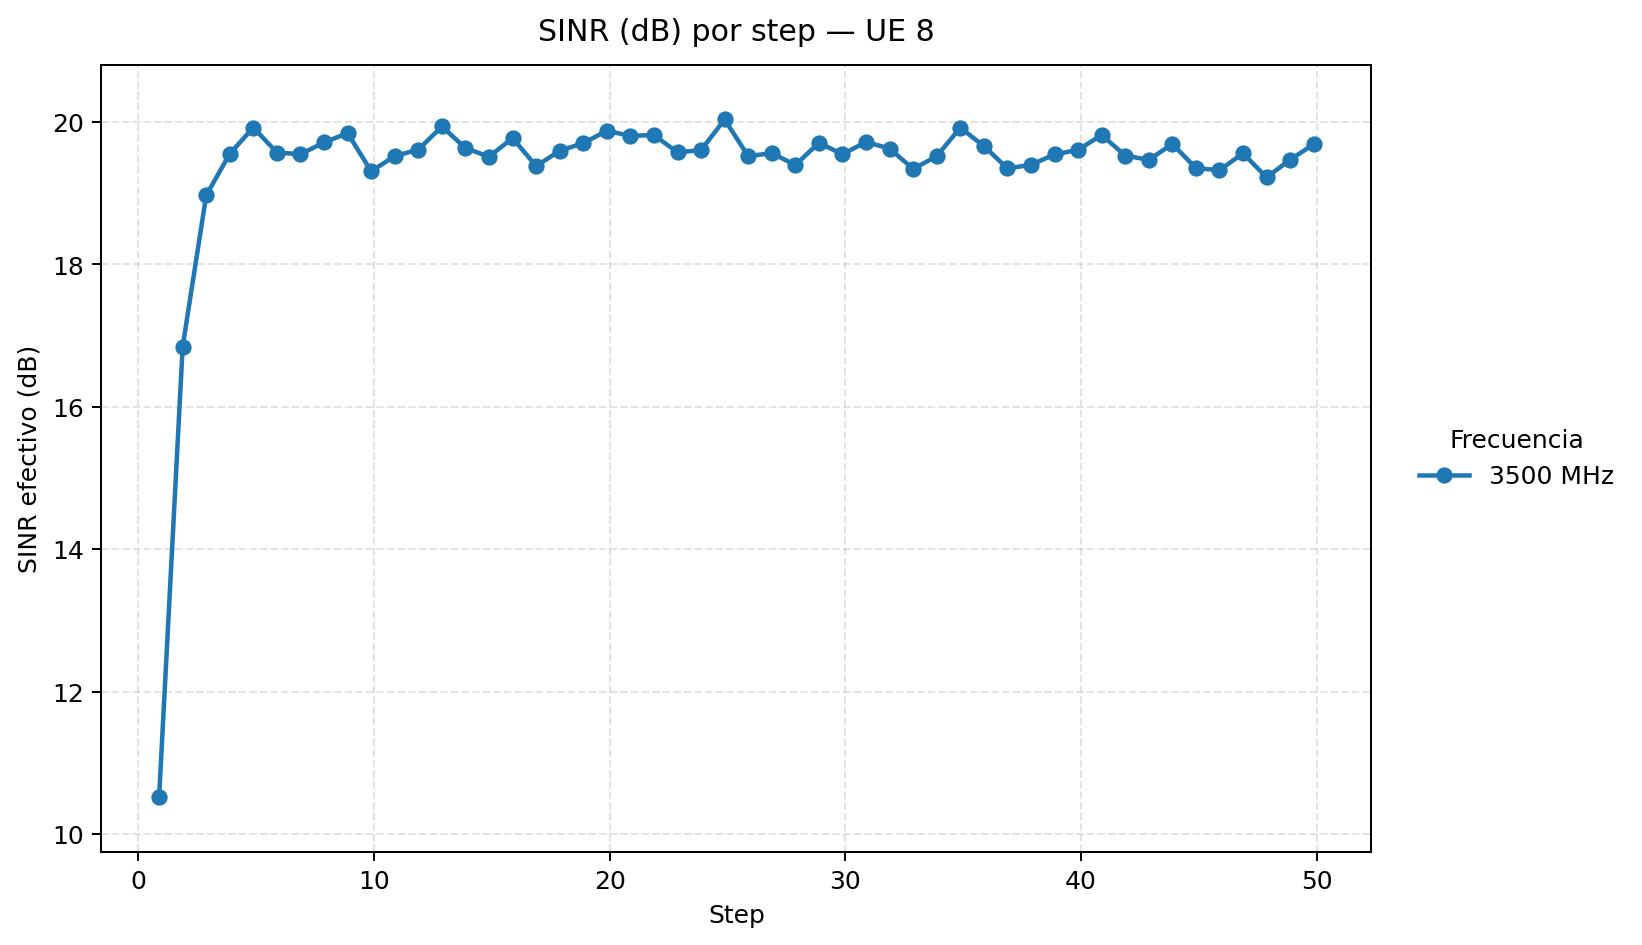 SINR (dB) por step — UE 8
SINR efectivo (dB)
20
18
16
14
12
10
0 10 20 30 40 50
Step
Frecuencia
3500 MHz